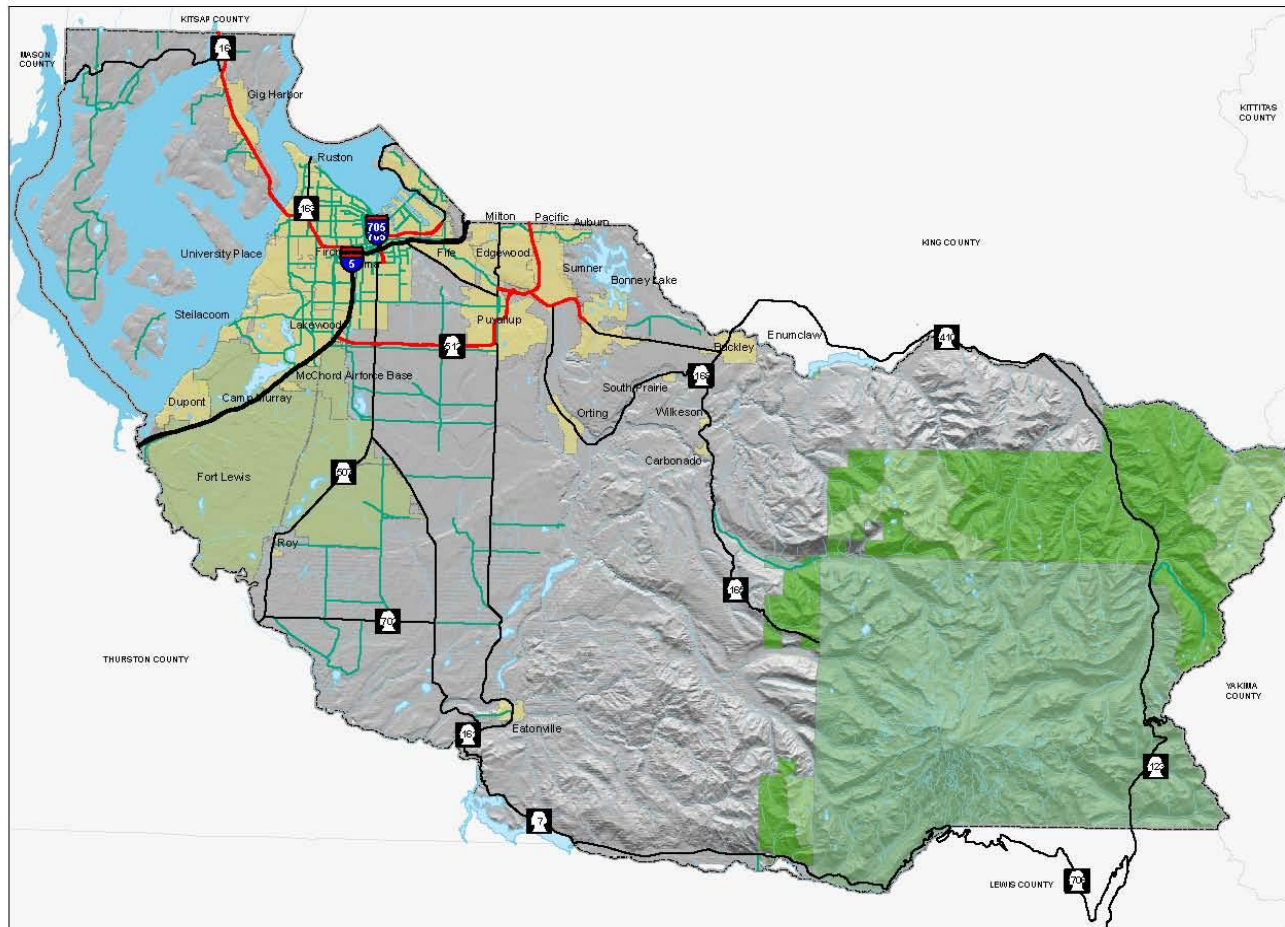 KITSAP COUNTY
MASON
COUNTY
16
Gig Harbor
KITTITAS
COUNTY
Ruston
163
705
Milton
Pacific
Auburn
KING COUNTY
University Place
Fife
Edgewood
5
Sumner
Bonney Lake
Steilacoom
Lakewood
Puyallup
512
Enumclaw
410
Buckley
McChord Airforce Base
South Prairie
Dupont
Camp Murray
Orting
Wilkeson
Carbonado
Fort Lewis
507
Roy
165
702
THURSTON COUNTY
YAKIMA
COUNTY
161
Eatonville
123
7
LEWIS COUNTY
706